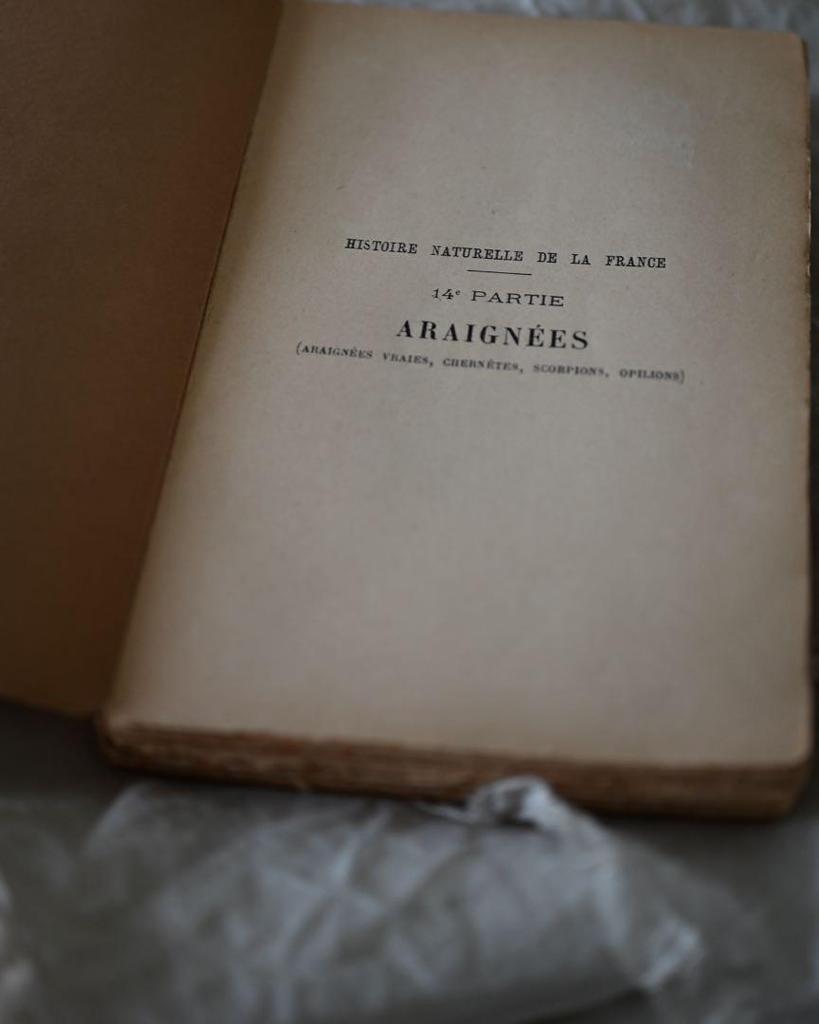 HISTOIRE NATURELLE DE LA FRANCE
14e PARTIE
ARAIGNÉES
(ARAIGNÉES VRAIES, CHERNÈTES, SCORPIONS, OPILIONS)